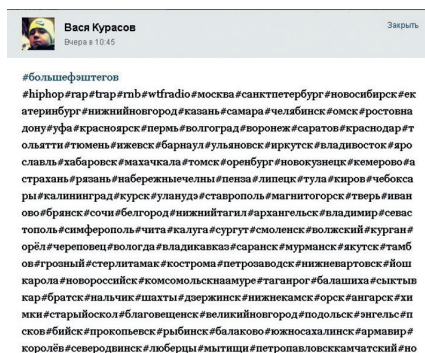 Вася Курасов
Закрыть
Вчера в 10:45
#большефэштегов
#hiphop#rap#trap#rnb#wtfradio#москва#санктпетербург#новосибирск#ек
атеринбург#нижнийновгород#казань#самара#челябинск#омск#ростовна
дону#уфа#красноярск#пермь#волгоград#воронеж#саратов#краснодар#т
ольятти#тюмень#ижевск#барнаул#ульяновск#иркутск#владивосток#яро
славль#хабаровск#махачкала#томск#оренбург#новокузнецк#кемерово#а
страхань#рязань#набережныечелны#пенза#липецк#тула#киров#чебокса
ры#калининград#курск#уланудэ#ставрополь#магнитогорск#тверь#иван
ово#брянск#сочи#белгород#нижнийтагил#архангельск#владимир#севас
тополь#симферополь#чита#калуга#сургут#смоленск#волжский#курган#
орёл#череповец#вологда#владикавказ#саранск#мурманск#якутск#тамб
ов#грозный#стерлитамак#кострома#петрозаводск#нижневартовск#йош
карола#новороссийск#комсомольскнаамуре#таганрог#балашиха#сыктыв
кар#братск#нальчик#шахты#дзержинск#нижнекамск#орск#ангарск#хи
мки#старыйоскол#благовещенск#великийновгород#подольск#энгельс#п
сков#бийск#прокопьевск#рыбинск#балаково#южносахалинск#армавир#
королёв#северодвинск#люберцы#мытищи#петропавловсккамчатский#но